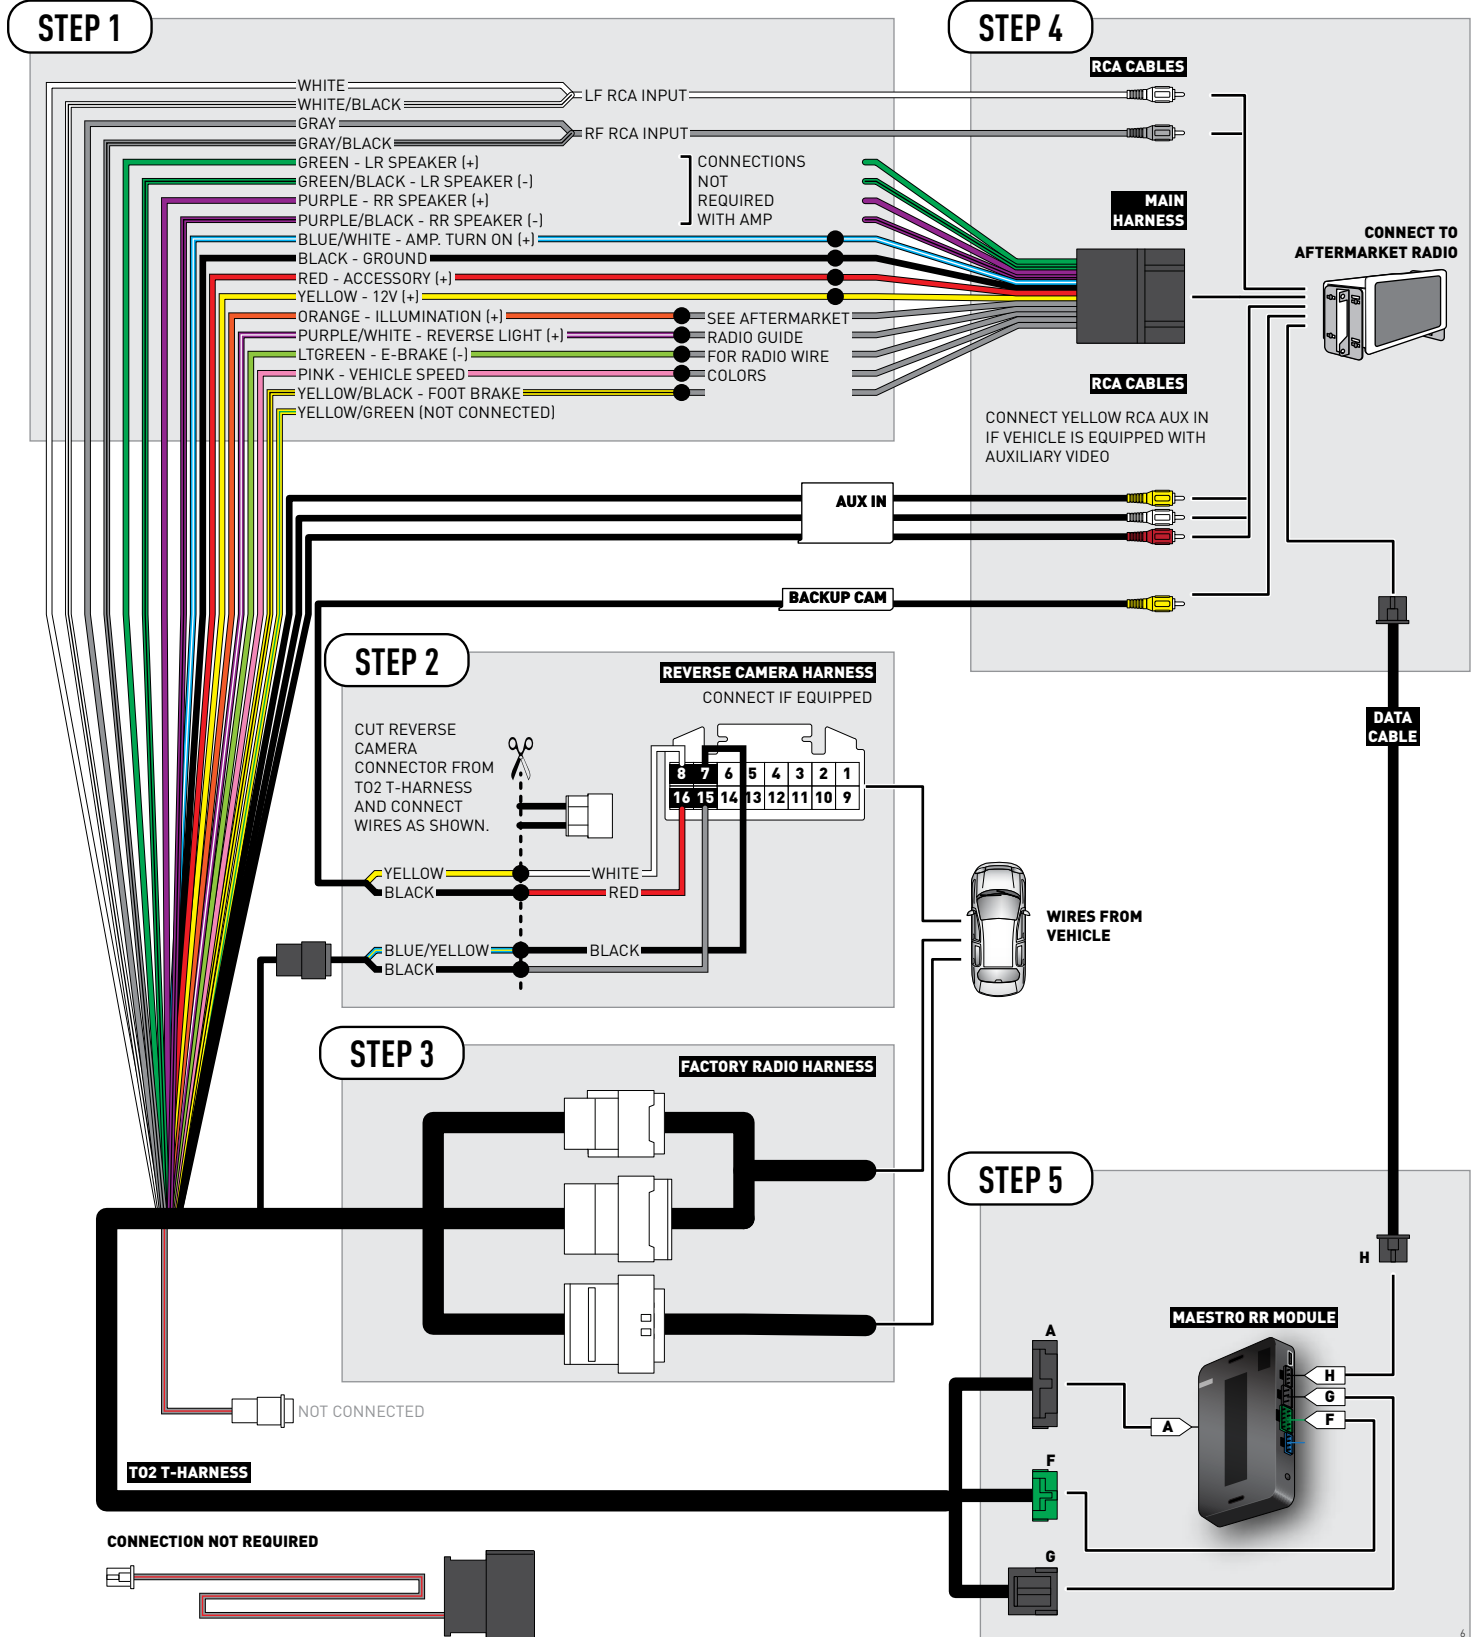 STEP 1
WHITE
WHITE/BLACK
LF RCA INPUT
GRAY
GRAY/BLACK
RF RCA INPUT
GREEN - LR SPEAKER (+)
GREEN/BLACK - LR SPEAKER (-)
PURPLE - RR SPEAKER (+)
PURPLE/BLACK - RR SPEAKER (-)
CONNECTIONS
NOT
REQUIRED
WITH AMP
BLUE/WHITE - AMP. TURN ON (+)
BLACK - GROUND
RED - ACCESSORY (+)
YELLOW - 12V (+)
ORANGE - ILLUMINATION (+)
PURPLE/WHITE - REVERSE LIGHT (+)
LTGREEN - E-BRAKE (-)
PINK - VEHICLE SPEED
YELLOW/BLACK - FOOT BRAKE
YELLOW/GREEN (NOT CONNECTED)
SEE AFTERMARKET
RADIO GUIDE
FOR RADIO WIRE
COLORS
STEP 4
RCA CABLES
MAIN
HARNESS
CONNECT TO
AFTERMARKET RADIO
RCA CABLES
CONNECT YELLOW RCA AUX IN
IF VEHICLE IS EQUIPPED WITH
AUXILIARY VIDEO
AUX IN
BACKUP CAM
DATA
CABLE
STEP 2
REVERSE CAMERA HARNESS
CONNECT IF EQUIPPED
CUT REVERSE
CAMERA
CONNECTOR FROM
TO2 T-HARNESS
AND CONNECT
WIRES AS SHOWN.
8 7 6 5 4 3 2 1
16 15 14 13 12 11 10 9
YELLOW
WHITE
BLACK
RED
BLUE/YELLOW
BLACK
BLACK
WIRES FROM
VEHICLE
STEP 3
FACTORY RADIO HARNESS
NOT CONNECTED
TO2 T-HARNESS
CONNECTION NOT REQUIRED
STEP 5
H
MAESTRO RR MODULE
A
H
G
F
A
F
G
6